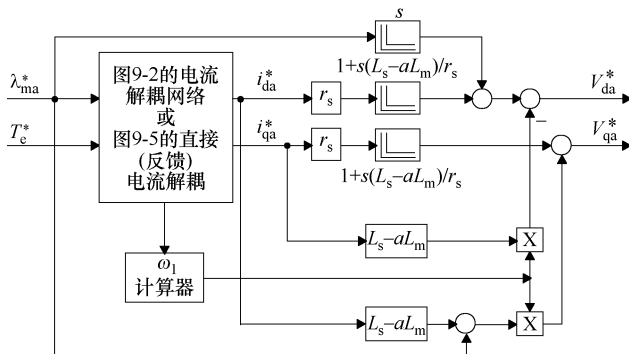 s
1+s(Lₛ–aLₘ)/rₛ
λ*ₘₐ
图9-2的电流
解耦网络
或
图9-5的直接
(反馈)
电流解耦
i*da
rₛ
V*da
T*ₑ
i*qa
rₛ
–
V*qa
1+s(Lₛ–aLₘ)/rₛ
Lₛ–aLₘ
X
ω₁
计算器
Lₛ–aLₘ
X